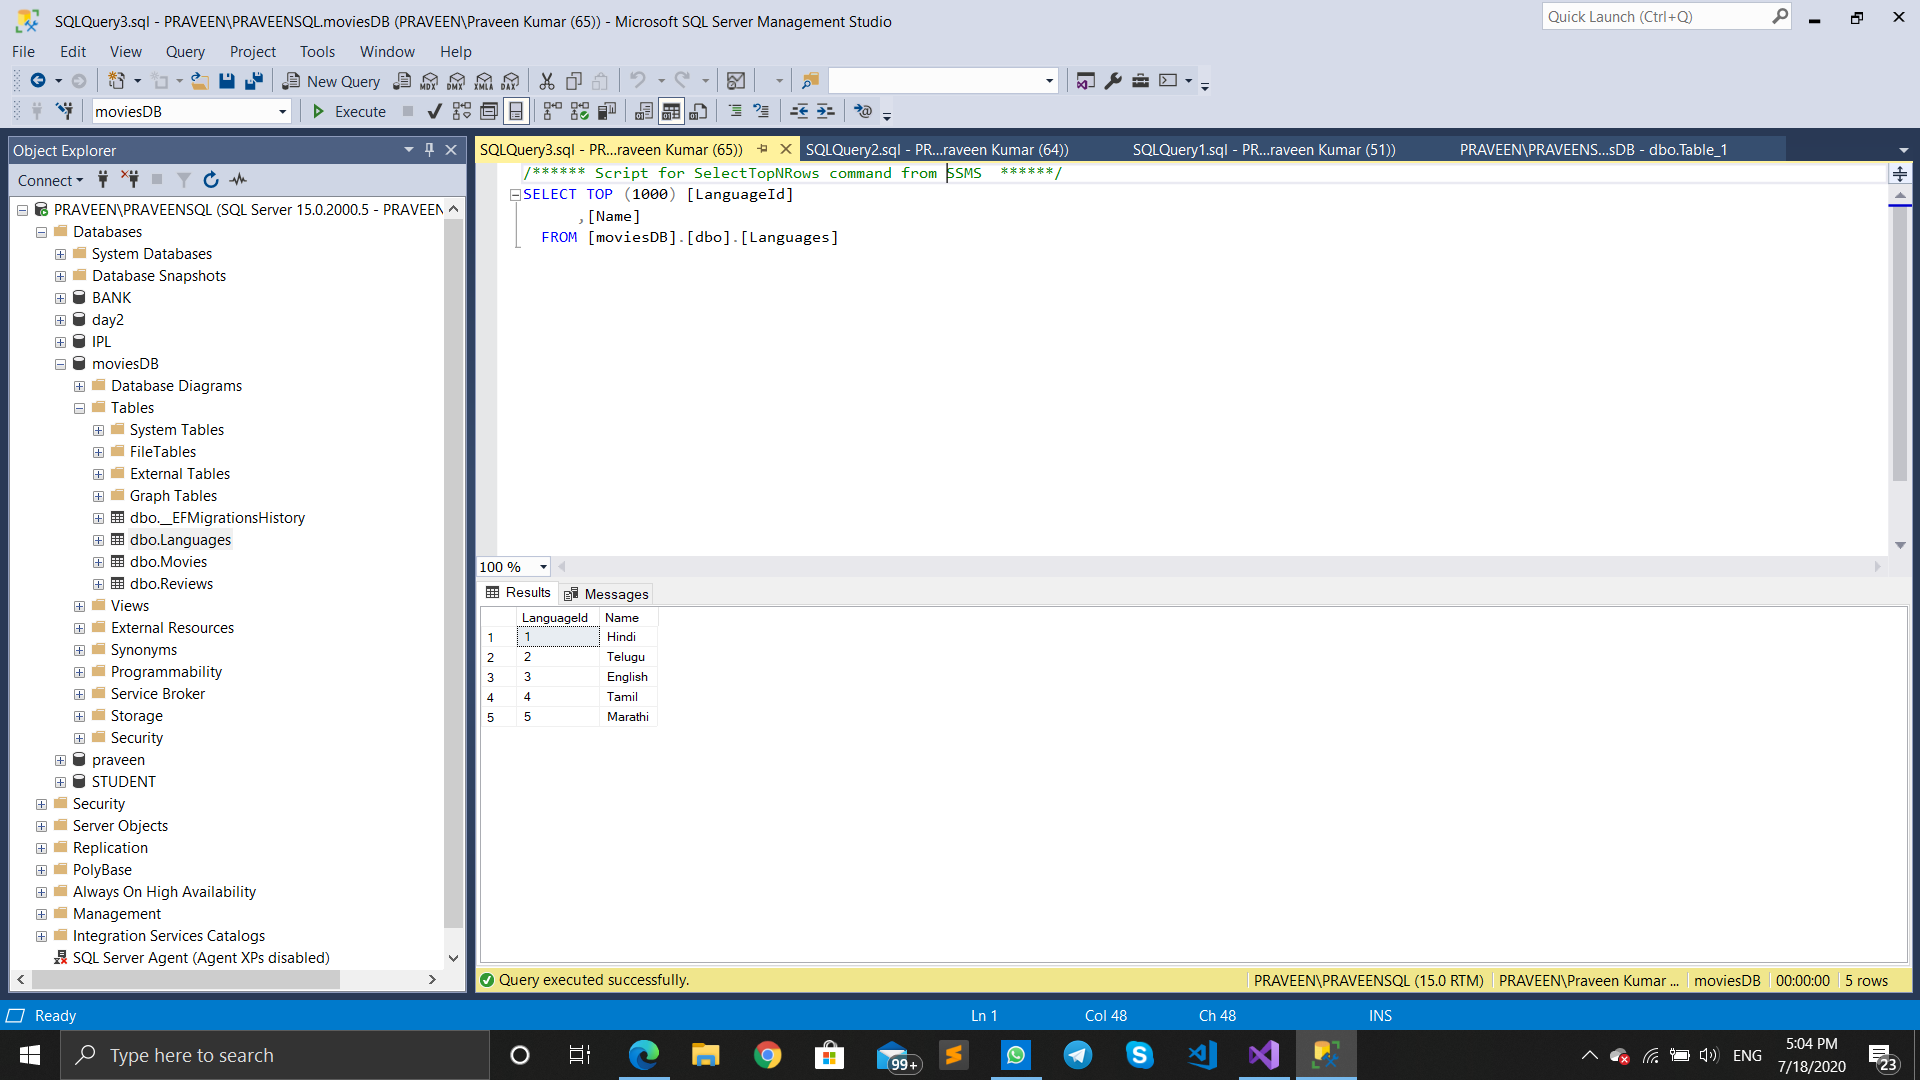 SQLQuery3.sql - PRAVEEN\PRAVEENSQL.moviesDB (PRAVEEN\Praveen Kumar (65)) - Microsoft SQL Server Management Studio
Quick Launch (Ctrl+Q)
File Edit View Query Project Tools Window Help
New Query MDX DMX XMLA DAX
moviesDB Execute
Object Explorer
Connect
PRAVEEN\PRAVEENSQL (SQL Server 15.0.2000.5 - PRAVEEN
Databases
System Databases
Database Snapshots
BANK
day2
IPL
moviesDB
Database Diagrams
Tables
System Tables
FileTables
External Tables
Graph Tables
dbo.__EFMigrationsHistory
dbo.Languages
dbo.Movies
dbo.Reviews
Views
External Resources
Synonyms
Programmability
Service Broker
Storage
Security
praveen
STUDENT
Security
Server Objects
Replication
PolyBase
Always On High Availability
Management
Integration Services Catalogs
SQL Server Agent (Agent XPs disabled)
SQLQuery3.sql - PR...raveen Kumar (65)) SQLQuery2.sql - PR...raveen Kumar (64)) SQLQuery1.sql - PR...raveen Kumar (51)) PRAVEEN\PRAVEENS...sDB - dbo.Table_1
/****** Script for SelectTopNRows command from SSMS ******/
SELECT TOP (1000) [LanguageId]
,[Name]
FROM [moviesDB].[dbo].[Languages]
100 %
Results Messages
LanguageId Name
1 1 Hindi
2 2 Telugu
3 3 English
4 4 Tamil
5 5 Marathi
Query executed successfully. PRAVEEN\PRAVEENSQL (15.0 RTM) PRAVEEN\Praveen Kumar ... moviesDB 00:00:00 5 rows
Ready Ln 1 Col 48 Ch 48 INS
Type here to search 99+ ENG 5:04 PM
7/18/2020 23